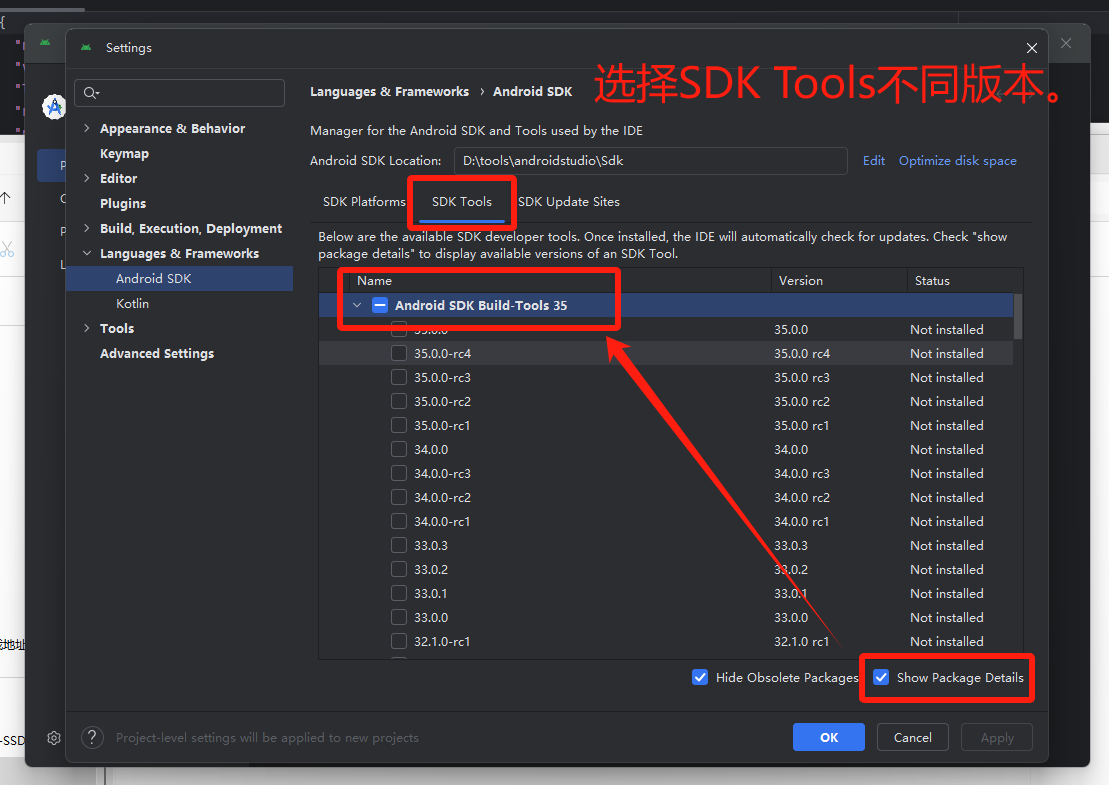 {
Settings
选择SDK Tools不同版本。
Languages & Frameworks › Android SDK
Appearance & Behavior
Keymap
Editor
Plugins
Build, Execution, Deployment
Languages & Frameworks
Android SDK
Kotlin
Tools
Advanced Settings
Manager for the Android SDK and Tools used by the IDE
Android SDK Location: D:\tools\androidstudio\Sdk Edit Optimize disk space
SDK Platforms SDK Tools SDK Update Sites
Below are the available SDK developer tools. Once installed, the IDE will automatically check for updates. Check "show
package details" to display available versions of an SDK Tool.
Name Version Status
Android SDK Build-Tools 35
35.0.0 35.0.0 Not installed
35.0.0-rc4 35.0.0 rc4 Not installed
35.0.0-rc3 35.0.0 rc3 Not installed
35.0.0-rc2 35.0.0 rc2 Not installed
35.0.0-rc1 35.0.0 rc1 Not installed
34.0.0 34.0.0 Not installed
34.0.0-rc3 34.0.0 rc3 Not installed
34.0.0-rc2 34.0.0 rc2 Not installed
34.0.0-rc1 34.0.0 rc1 Not installed
33.0.3 33.0.3 Not installed
33.0.2 33.0.2 Not installed
33.0.1 33.0.1 Not installed
33.0.0 33.0.0 Not installed
32.1.0-rc1 32.1.0 rc1 Not installed
Hide Obsolete Packages Show Package Details
地址
-SSD
? Project-level settings will be applied to new projects
OK Cancel Apply